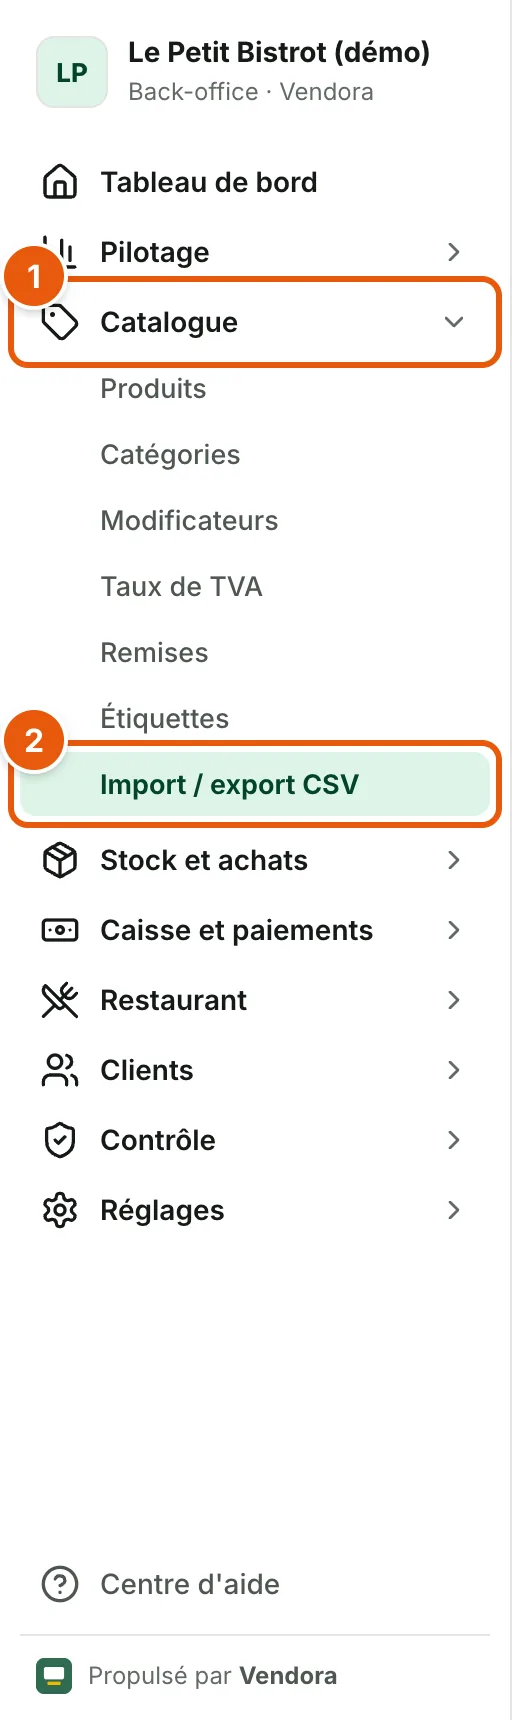 LP
Le Petit Bistrot (démo)
Back-office · Vendora
Tableau de bord
Pilotage
1
Catalogue
Produits
Catégories
Modificateurs
Taux de TVA
Remises
Étiquettes
2
Import / export CSV
Stock et achats
Caisse et paiements
Restaurant
Clients
Contrôle
Réglages
Centre d'aide
Propulsé par Vendora